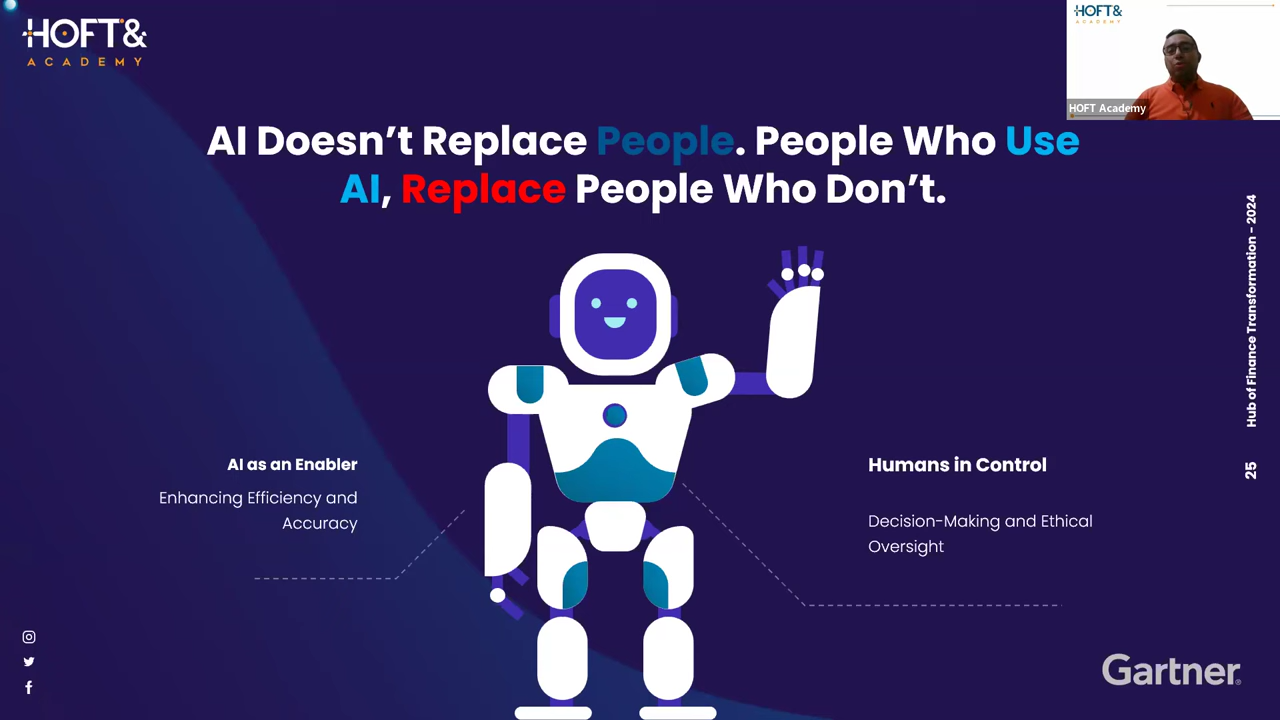 HOFT&
ACADEMY
HOFT&
ACADEMY
HOFT Academy
AI Doesn’t Replace People. People Who Use
AI, Replace People Who Don’t.
Hub of Finance Transformation – 2024
25
AI as an Enabler
Enhancing Efficiency and
Accuracy
Humans in Control
Decision-Making and Ethical
Oversight
Gartner®